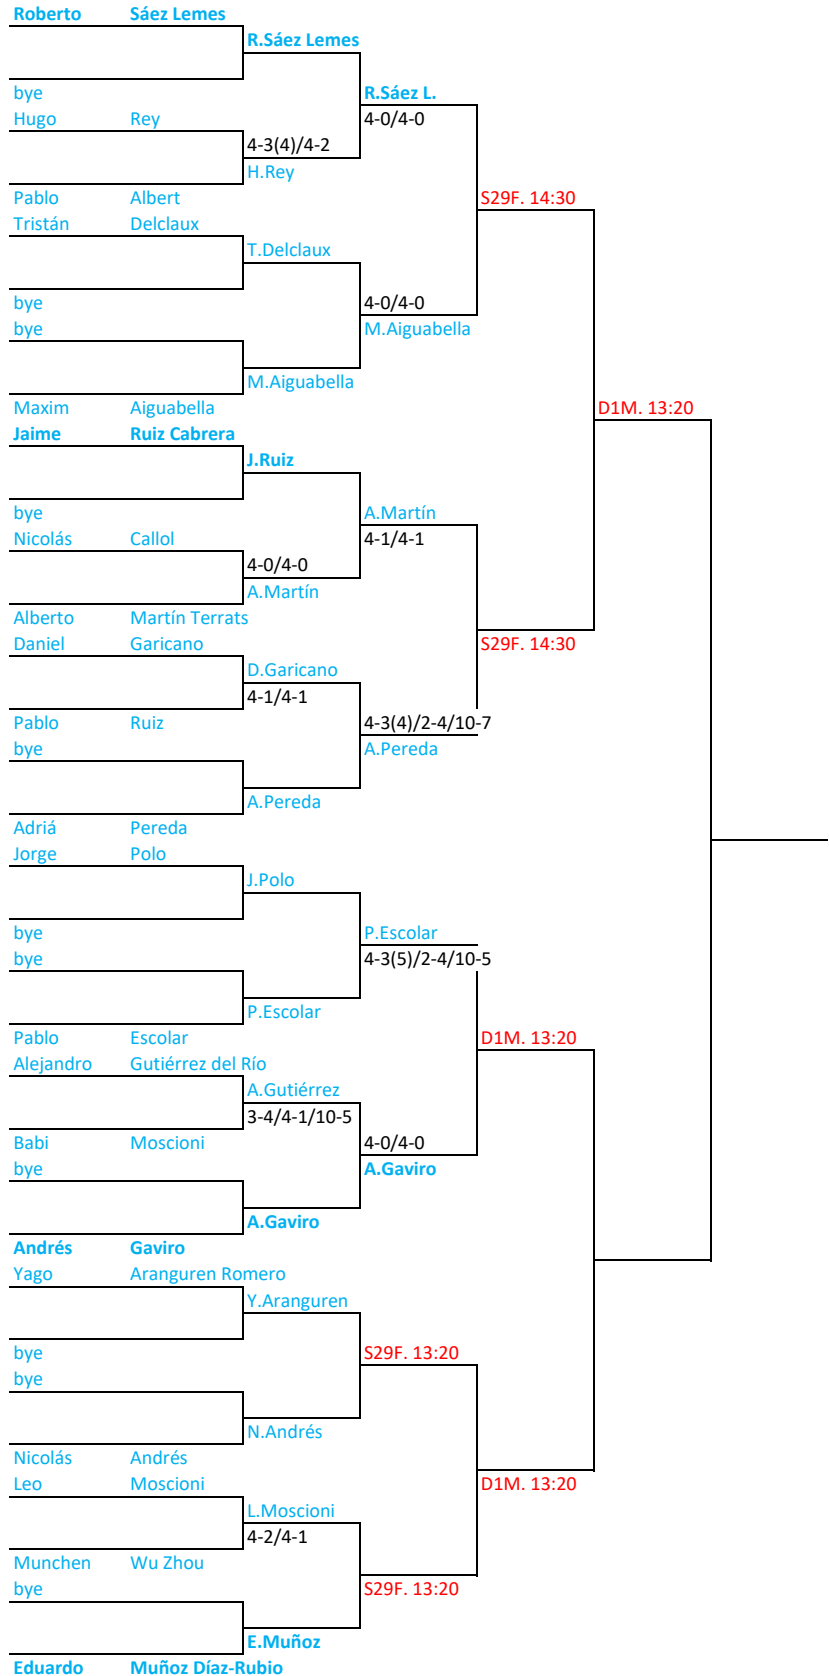 Roberto Sáez Lemes
R.Sáez Lemes
bye R.Sáez L.
Hugo Rey 4-0/4-0
4-3(4)/4-2
H.Rey
Pablo Albert S29F. 14:30
Tristán Delclaux
T.Delclaux
bye 4-0/4-0
bye M.Aiguabella
M.Aiguabella
Maxim Aiguabella D1M. 13:20
Jaime Ruiz Cabrera
J.Ruiz
bye A.Martín
Nicolás Callol 4-1/4-1
4-0/4-0
A.Martín
Alberto Martín Terrats
Daniel Garicano S29F. 14:30
D.Garicano
4-1/4-1
Pablo Ruiz 4-3(4)/2-4/10-7
bye A.Pereda
A.Pereda
Adriá Pereda
Jorge Polo
J.Polo
bye P.Escolar
bye 4-3(5)/2-4/10-5
P.Escolar
Pablo Escolar D1M. 13:20
Alejandro Gutiérrez del Río
A.Gutiérrez
3-4/4-1/10-5
Babi Moscioni 4-0/4-0
bye A.Gaviro
A.Gaviro
Andrés Gaviro
Yago Aranguren Romero
Y.Aranguren
bye S29F. 13:20
bye
N.Andrés
Nicolás Andrés
Leo Moscioni D1M. 13:20
L.Moscioni
4-2/4-1
Munchen Wu Zhou
bye S29F. 13:20
E.Muñoz
Eduardo Muñoz Díaz-Rubio